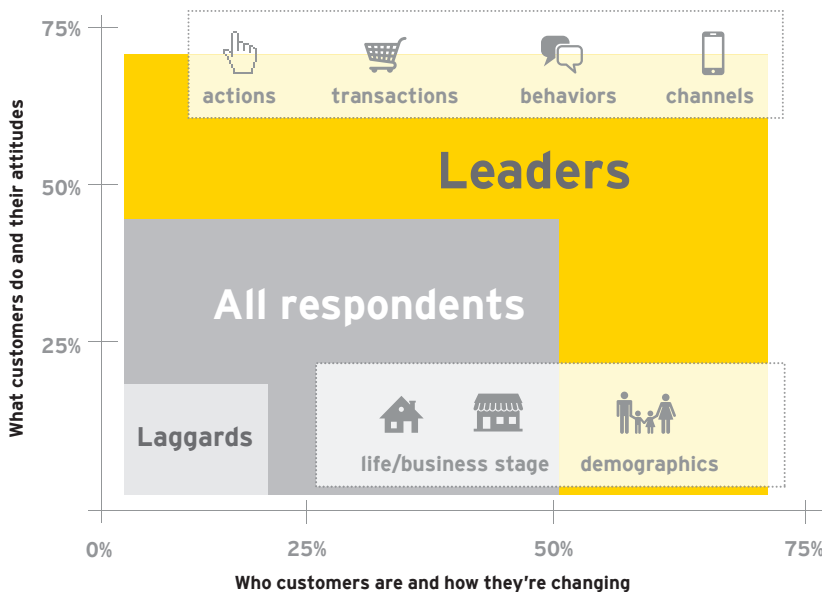 75%
actions transactions behaviors channels
Leaders
50%
What customers do and their attitudes
All respondents
25%
Laggards
life/business stage demographics
0% 25% 50% 75%
Who customers are and how they're changing